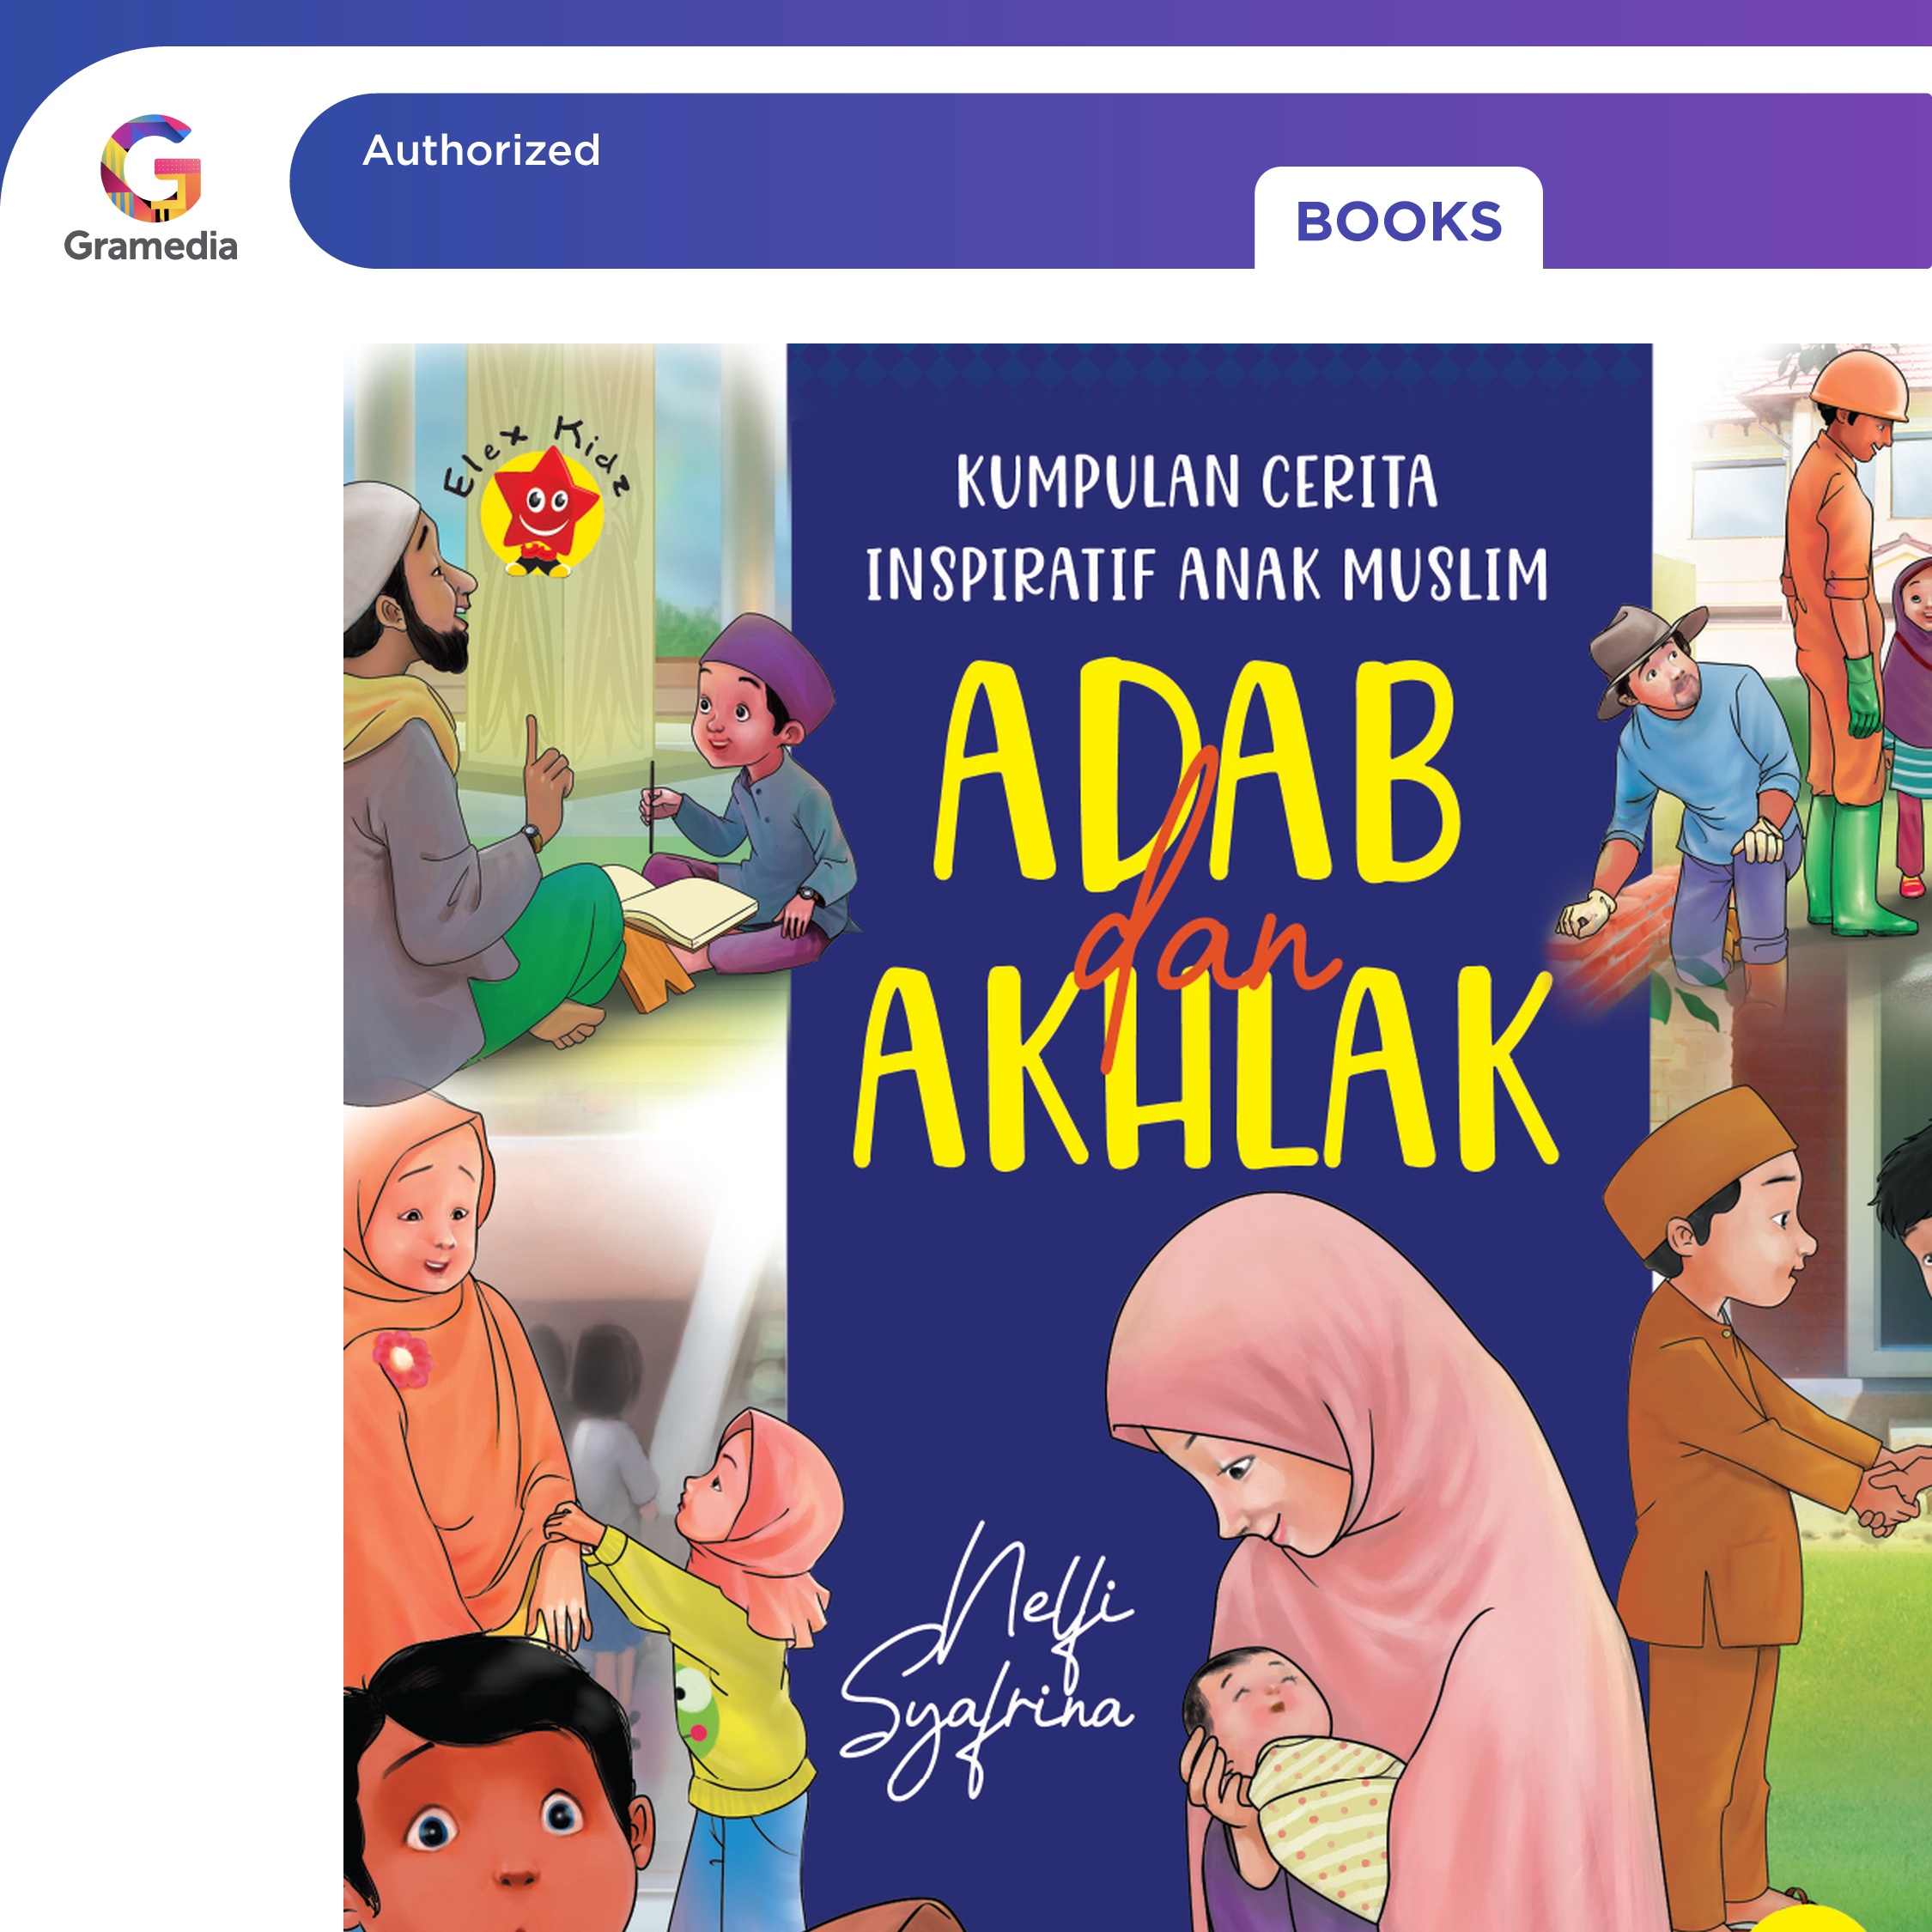 Gramedia
Authorized
BOOKS
Elex Kidz
KUMPULAN CERITA
INSPIRATIF ANAK MUSLIM
ADAB
dan
AKHLAK
Nelfi
Syafrina